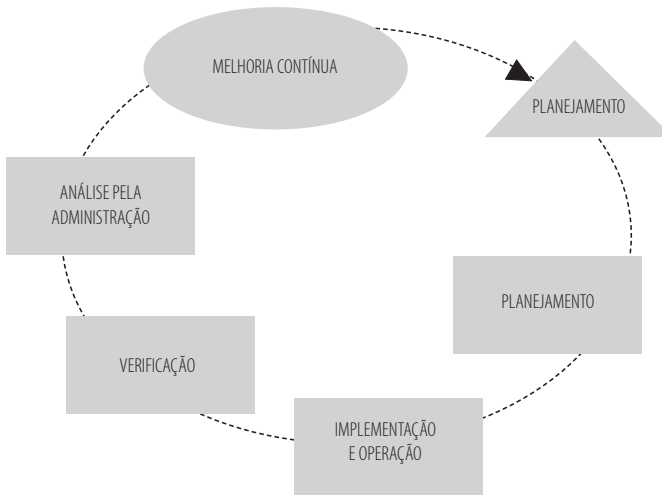 MELHORIA CONTÍNUA
PLANEJAMENTO
PLANEJAMENTO
IMPLEMENTAÇÃO
E OPERAÇÃO
VERIFICAÇÃO
ANÁLISE PELA
ADMINISTRAÇÃO